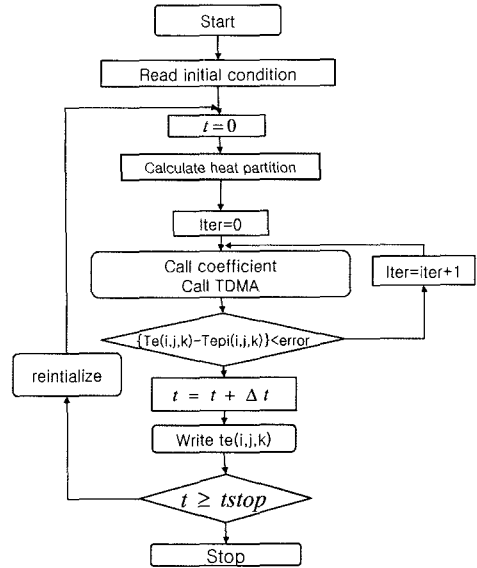 Start
Read initial condition
t=0
Calculate heat partition
Iter=0
Call coefficient
Call TDMA
Iter=iter+1
{Te(i,j,k)-Tepi(i,j,k)}<error
reintialize
t = t + Δ t
Write te(i,j,k)
t ≥ tstop
Stop